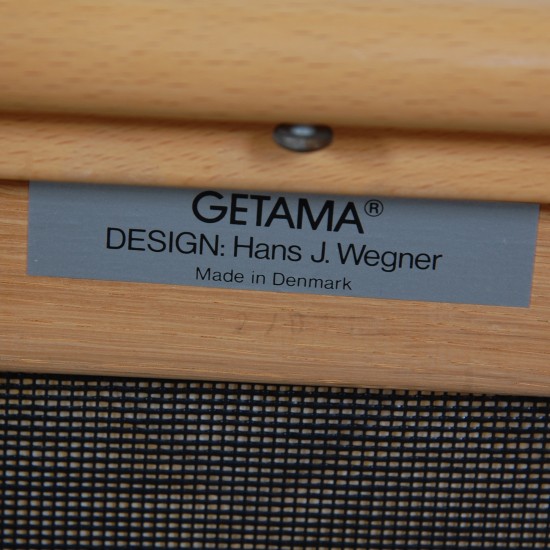 GETAMA®
DESIGN: Hans J. Wegner
Made in Denmark